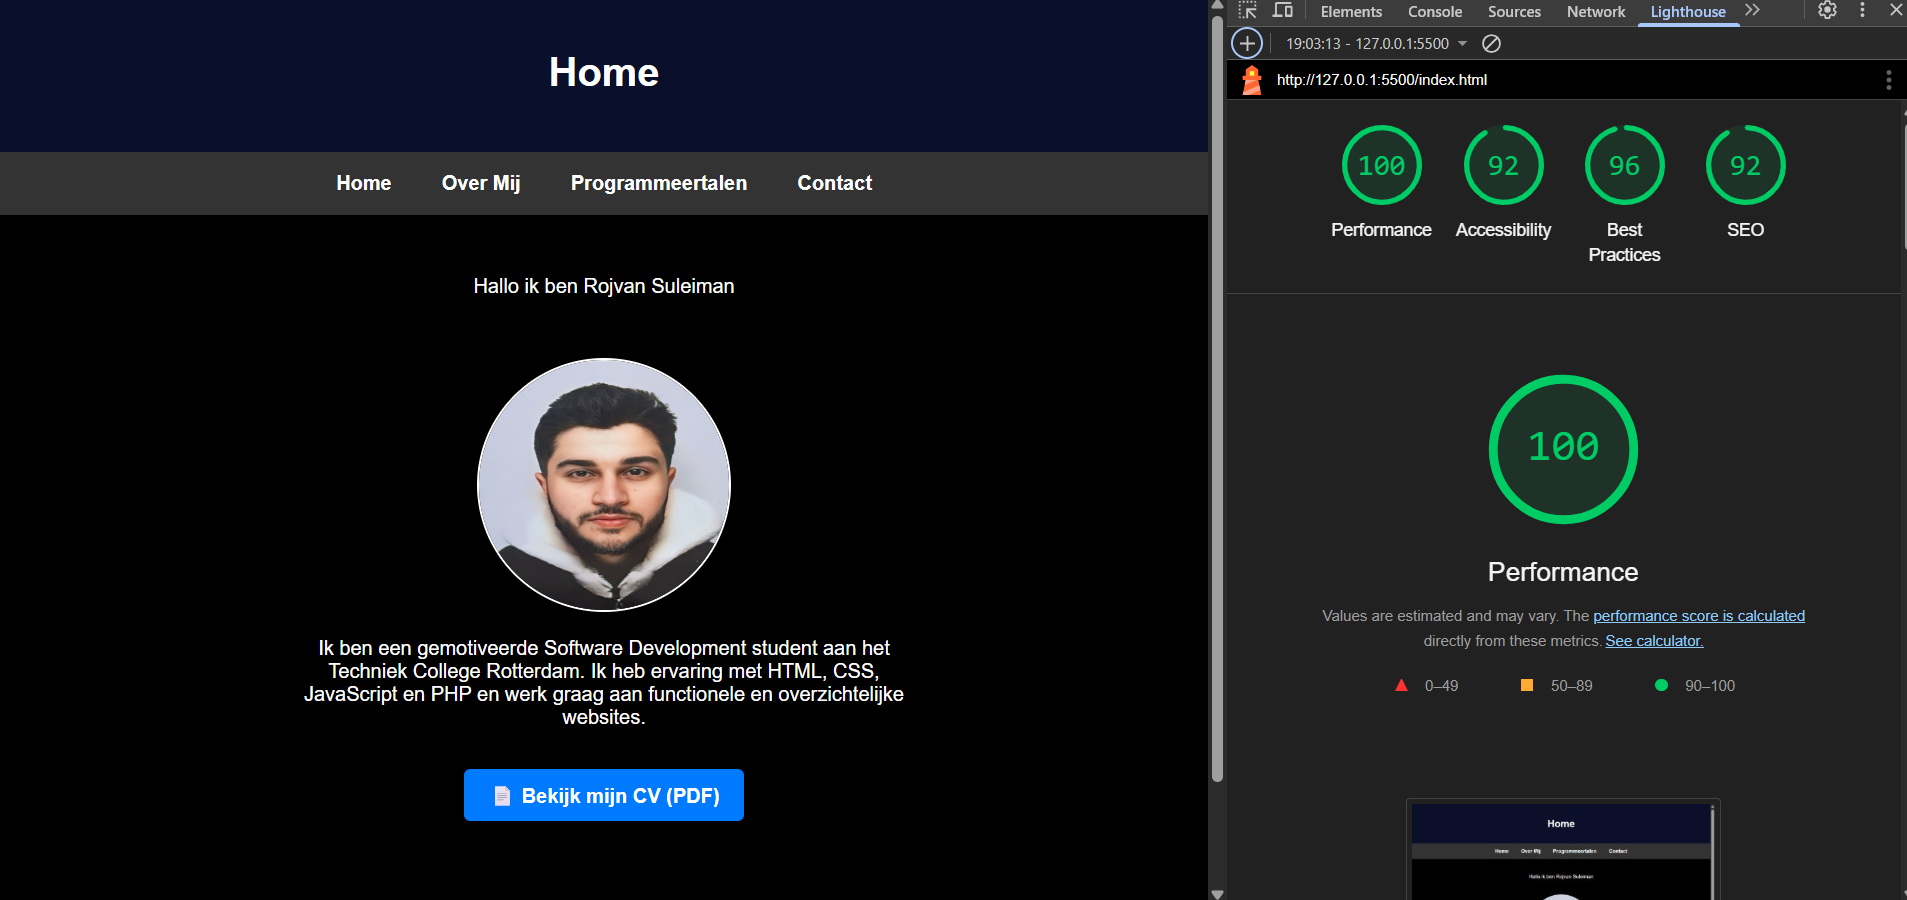 Home
Home Over Mij Programmeertalen Contact
Hallo ik ben Rojvan Suleiman
Ik ben een gemotiveerde Software Development student aan het
Techniek College Rotterdam. Ik heb ervaring met HTML, CSS,
JavaScript en PHP en werk graag aan functionele en overzichtelijke
websites.
Bekijk mijn CV (PDF)
Elements Console Sources Network Lighthouse
19:03:13 - 127.0.0.1:5500
http://127.0.0.1:5500/index.html
100 92 96 92
Performance Accessibility Best Practices SEO
100
Performance
Values are estimated and may vary. The performance score is calculated
directly from these metrics. See calculator.
0–49 50–89 90–100
Home
Home Over Mij Programmeertalen Contact
Hallo ik ben Rojvan Suleiman